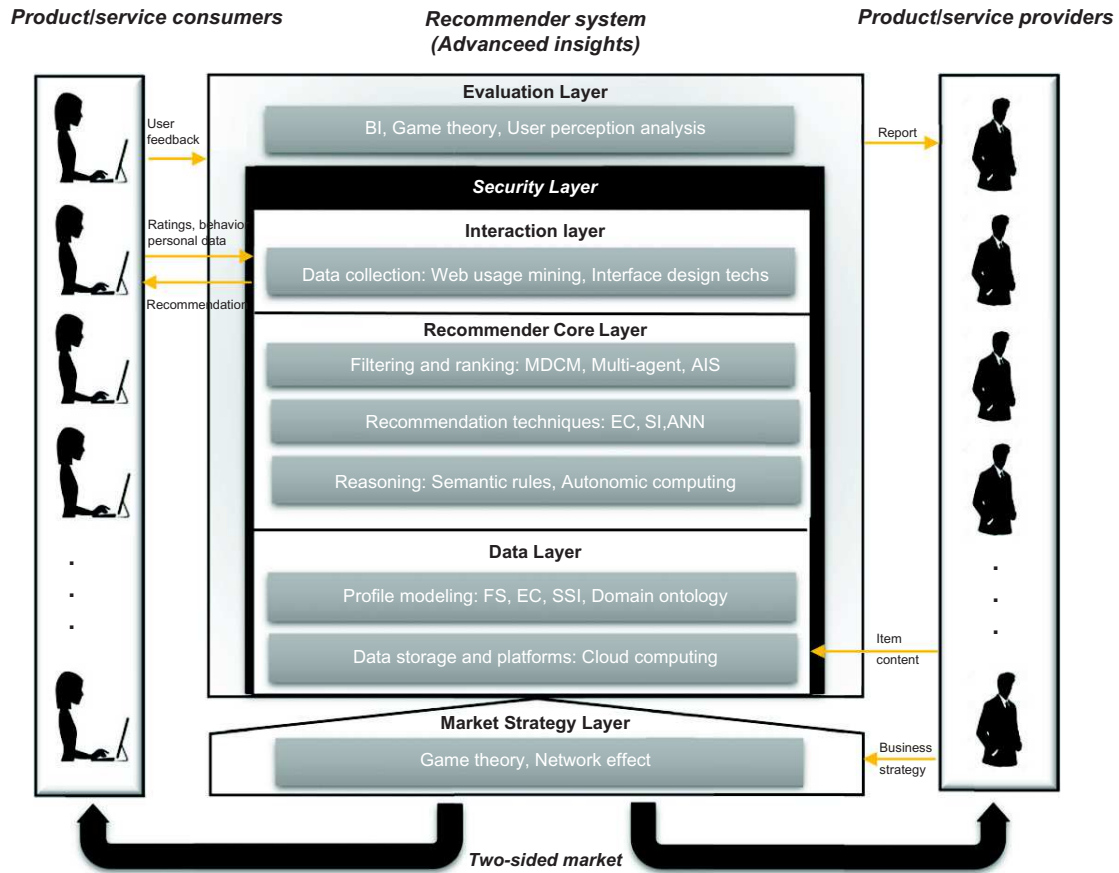 Product/service consumers
Recommender system
(Advanceed insights)
Product/service providers
Evaluation Layer
BI, Game theory, User perception analysis
User
feedback
Report
Security Layer
Interaction layer
Ratings, behavior
personal data
Data collection: Web usage mining, Interface design techs
Recommendation
Recommender Core Layer
Filtering and ranking: MDCM, Multi-agent, AIS
Recommendation techniques: EC, SI,ANN
Reasoning: Semantic rules, Autonomic computing
Data Layer
Profile modeling: FS, EC, SSI, Domain ontology
Data storage and platforms: Cloud computing
Item
content
Market Strategy Layer
Game theory, Network effect
Business
strategy
Two-sided market